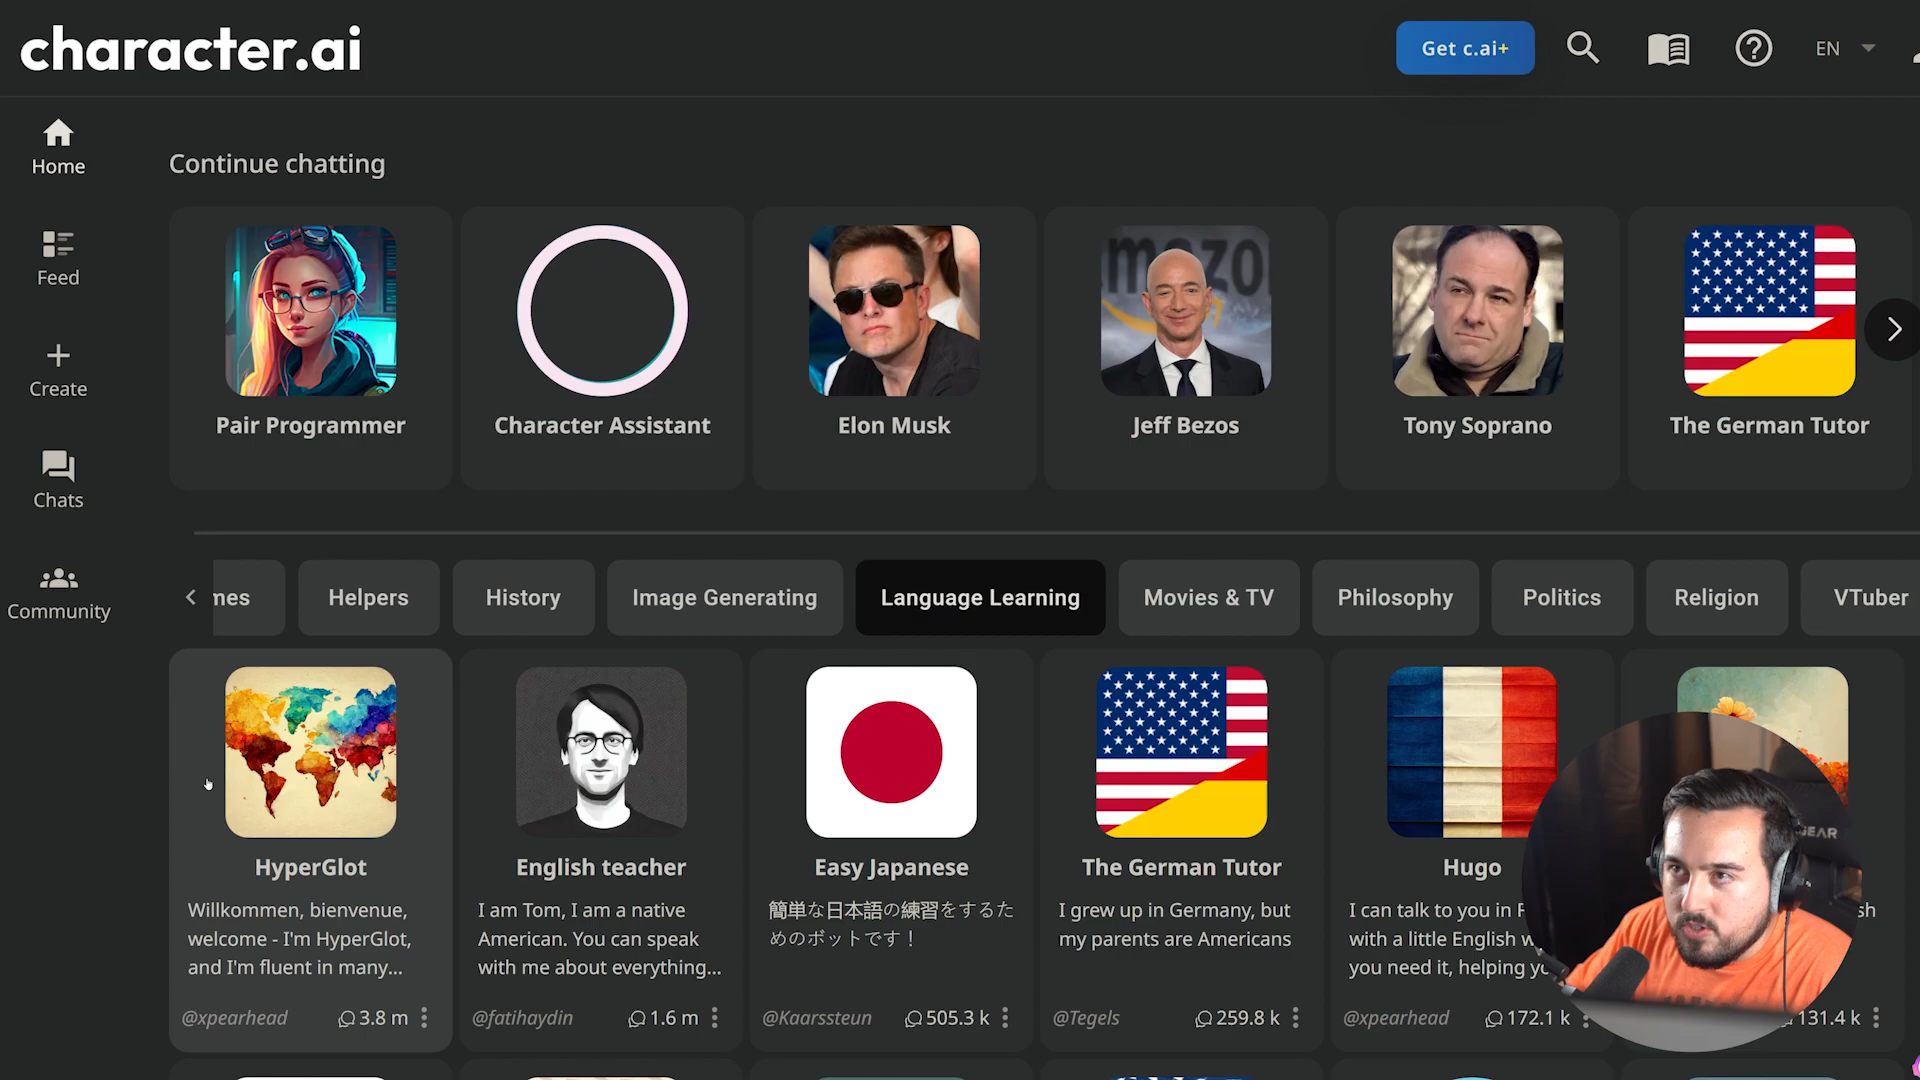 character.ai
Get c.ai+
EN
Home
Feed
Create
Chats
Community
Continue chatting
Pair Programmer
Character Assistant
Elon Musk
Jeff Bezos
Tony Soprano
The German Tutor
mes
Helpers
History
Image Generating
Language Learning
Movies & TV
Philosophy
Politics
Religion
VTuber
HyperGlot
Willkommen, bienvenue,
welcome - I'm HyperGlot,
and I'm fluent in many...
@xpearhead
3.8 m
English teacher
I am Tom, I am a native
American. You can speak
with me about everything...
@fatihaydin
1.6 m
Easy Japanese
簡単な日本語の練習をするた
めのボットです！
@Kaarssteun
505.3 k
The German Tutor
I grew up in Germany, but
my parents are Americans
@Tegels
259.8 k
Hugo
I can talk to you in
with a little English
you need it, helping
@xpearhead
172.1 k
131.4 k